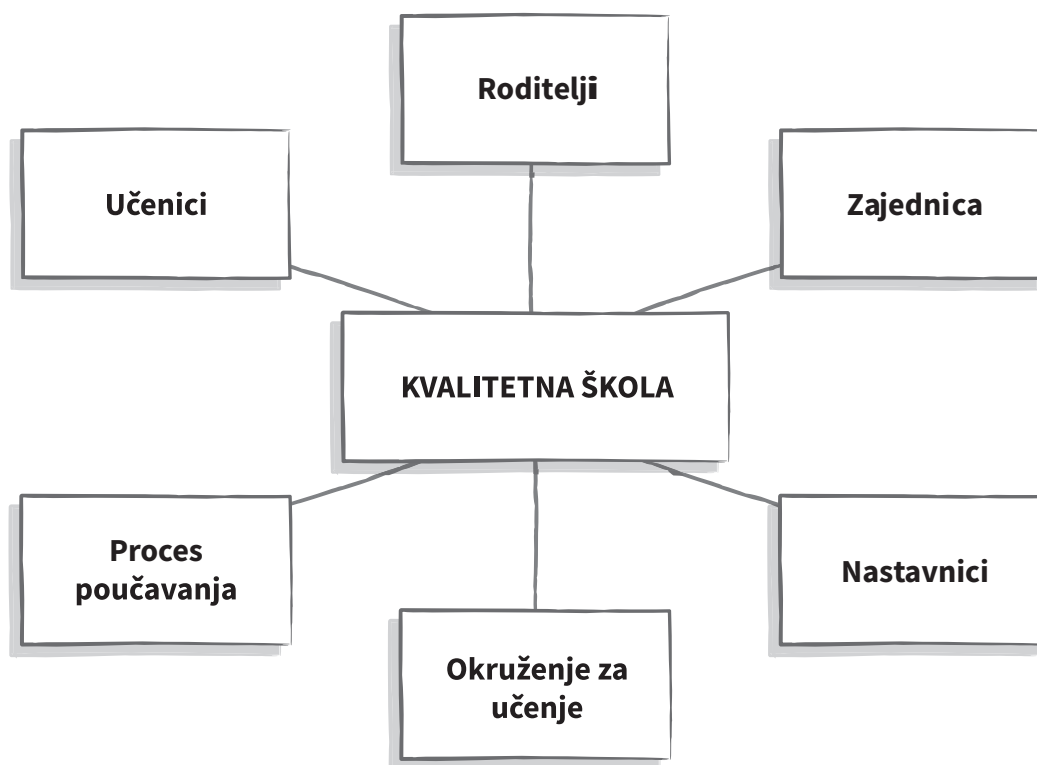 Roditelji
Učenici
Zajednica
KVALITETNA ŠKOLA
Proces
poučavanja
Nastavnici
Okruženje za
učenje